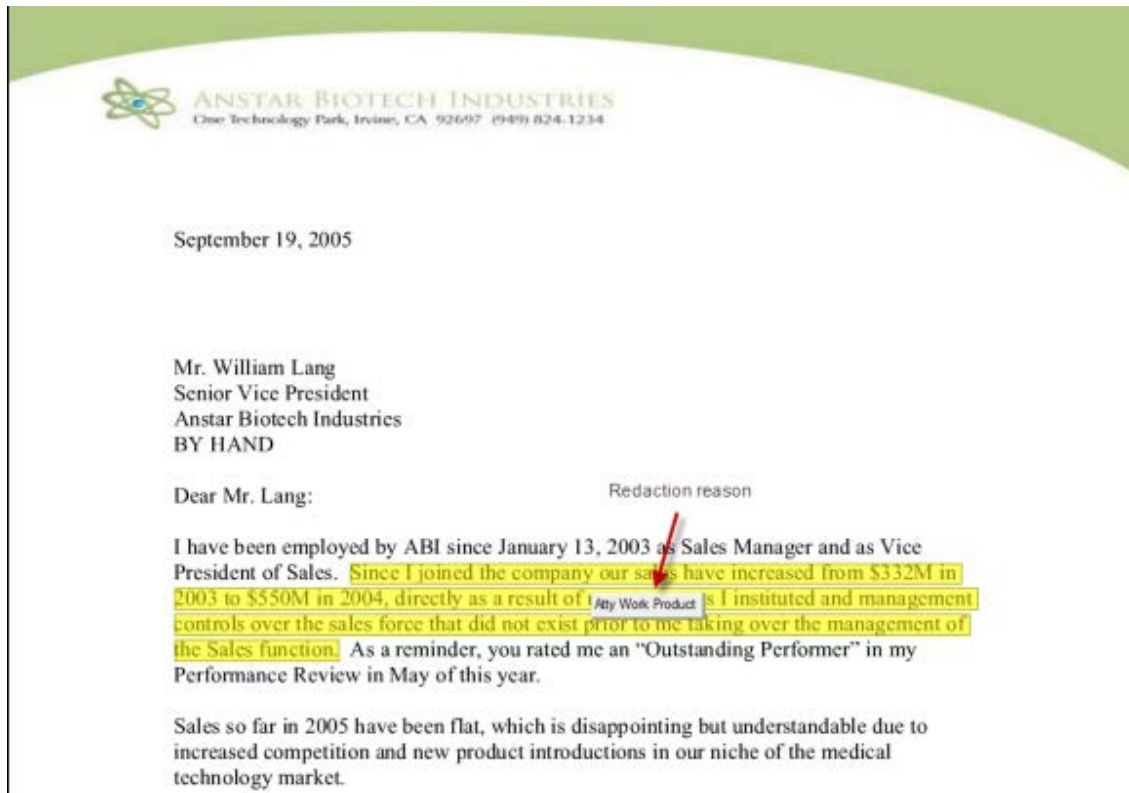 ANSTAR BIOTECH INDUSTRIES
One Technology Park, Irvine, CA 92697 (949) 824-1234
September 19, 2005
Mr. William Lang
Senior Vice President
Anstar Biotech Industries
BY HAND
Dear Mr. Lang:
Redaction reason
I have been employed by ABI since January 13, 2003 as Sales Manager and as Vice
President of Sales. Since I joined the company our sales have increased from $332M in
2003 to $550M in 2004, directly as a result of Atty Work Product I instituted and management
controls over the sales force that did not exist prior to me taking over the management of
the Sales function. As a reminder, you rated me an “Outstanding Performer” in my
Performance Review in May of this year.
Sales so far in 2005 have been flat, which is disappointing but understandable due to
increased competition and new product introductions in our niche of the medical
technology market.